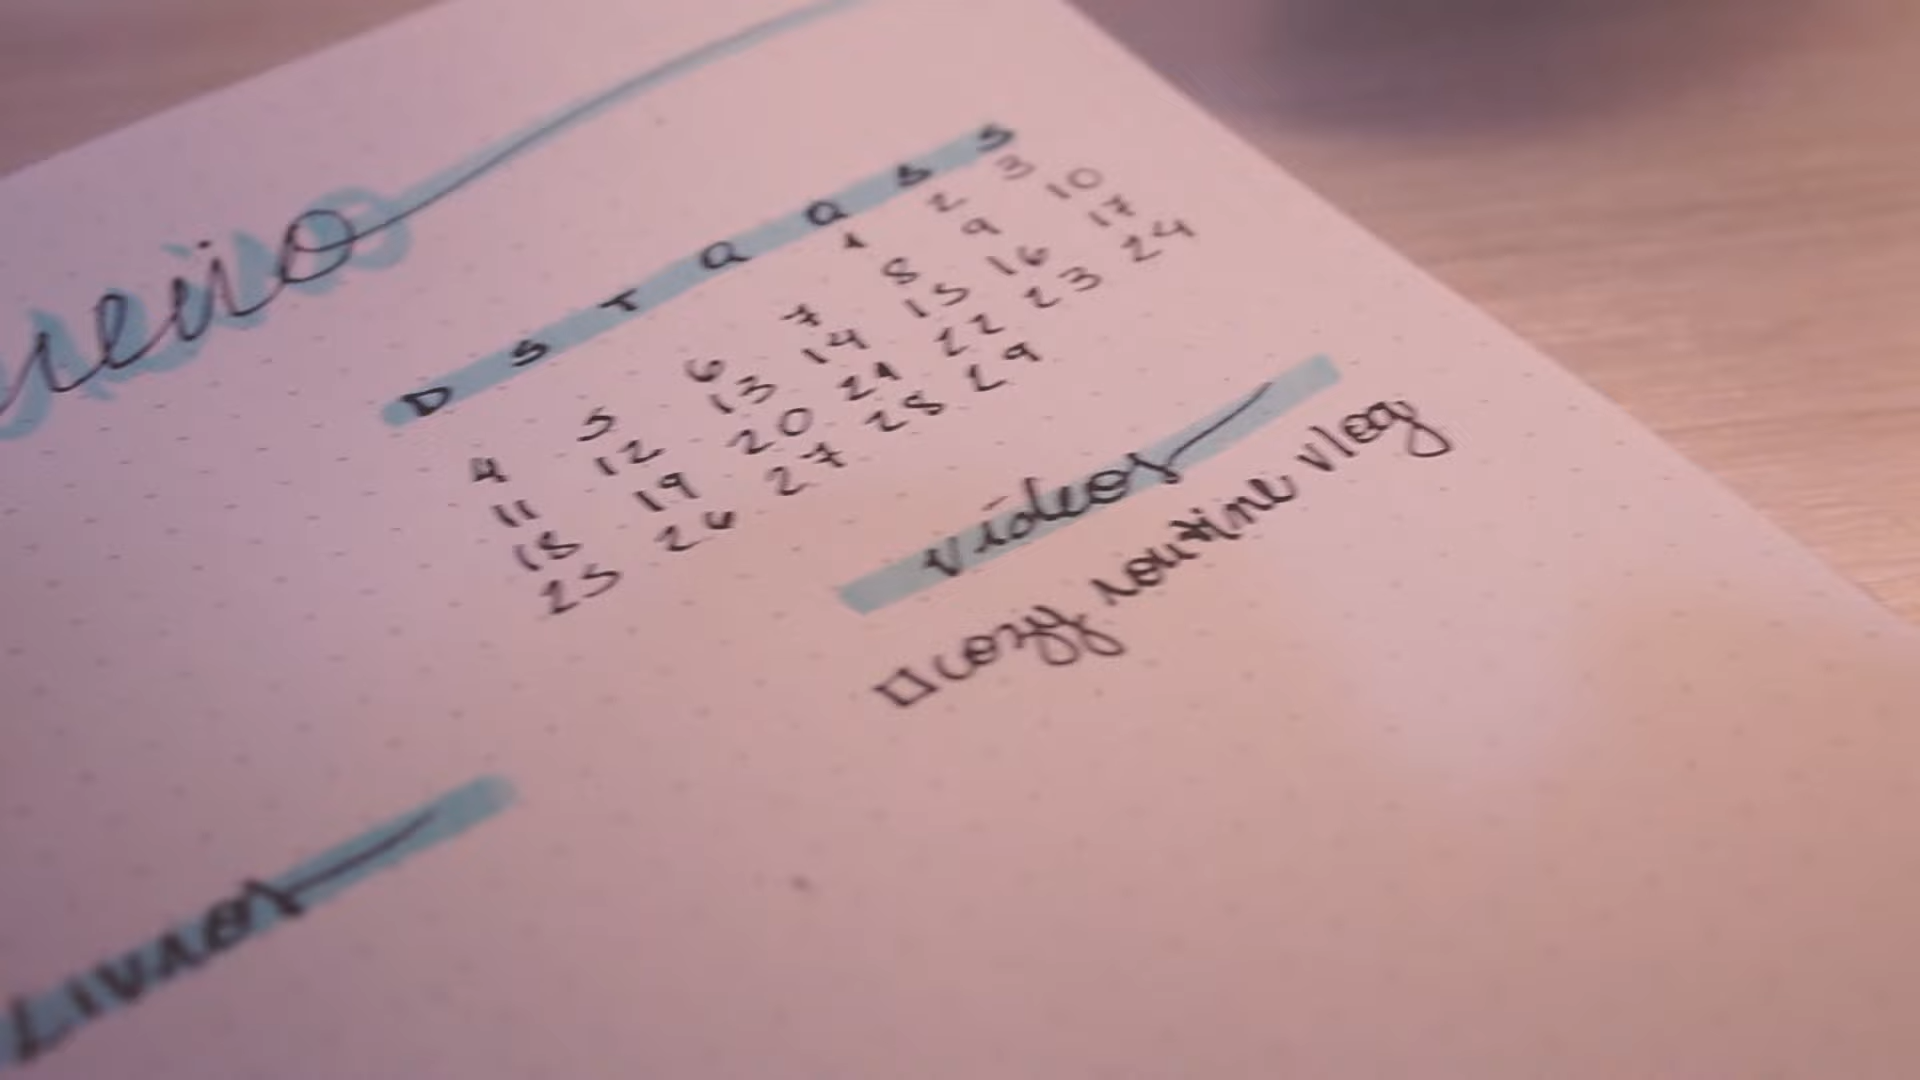 reiro
D S T Q Q S S
1 2 3
4 5 6 7 8 9 10
11 12 13 14 15 16 17
18 19 20 21 22 23 24
25 26 27 28 29
vídeos
cozy routine vlog
Livros